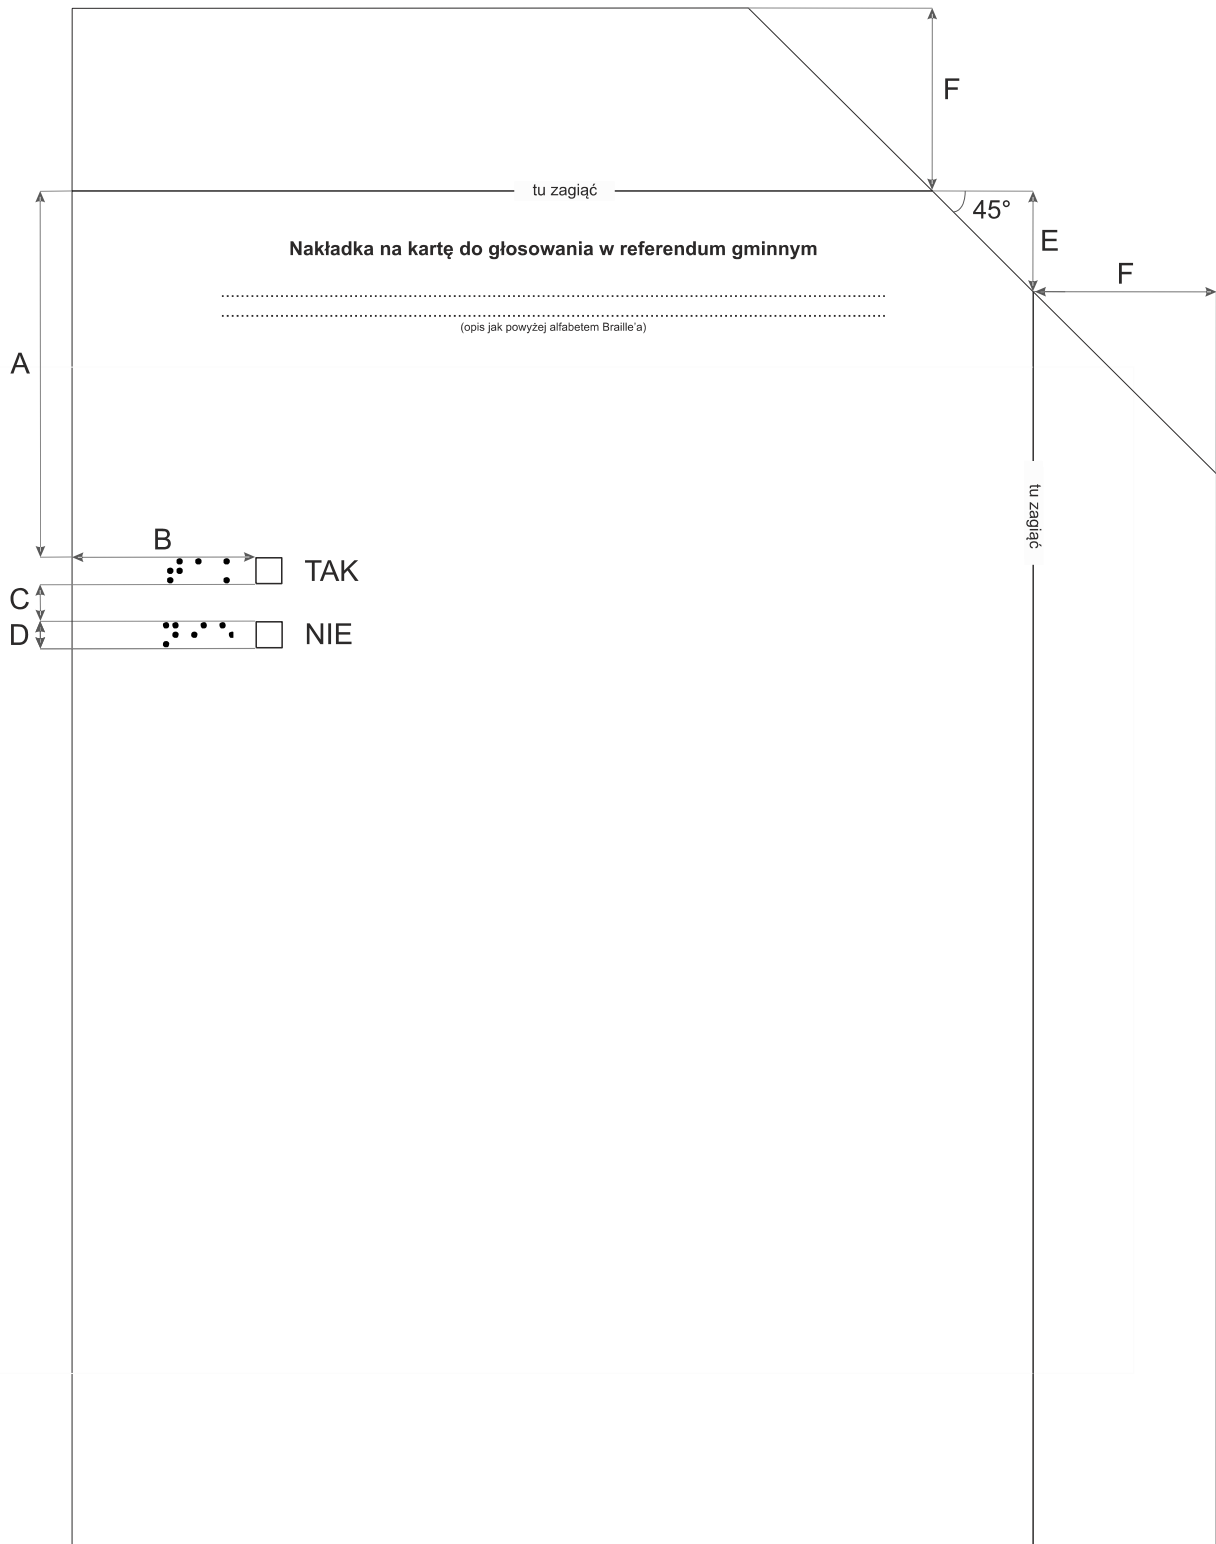 F
tu zagiąć
45°
E
Nakładka na kartę do głosowania w referendum gminnym
F
(opis jak powyżej alfabetem Braille'a)
A
tu zagiąć
B
⠞⠁⠅ TAK
C
D
⠝⠊⠑ NIE